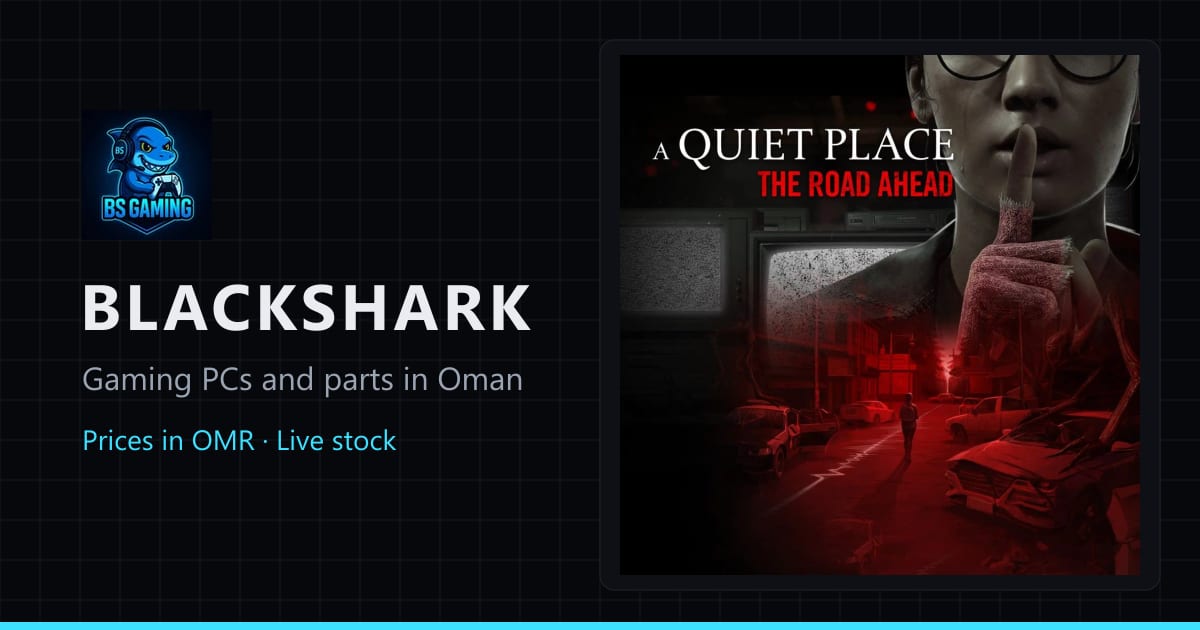 BS
BS GAMING
BLACKSHARK
Gaming PCs and parts in Oman
Prices in OMR · Live stock
A QUIET PLACE
THE ROAD AHEAD